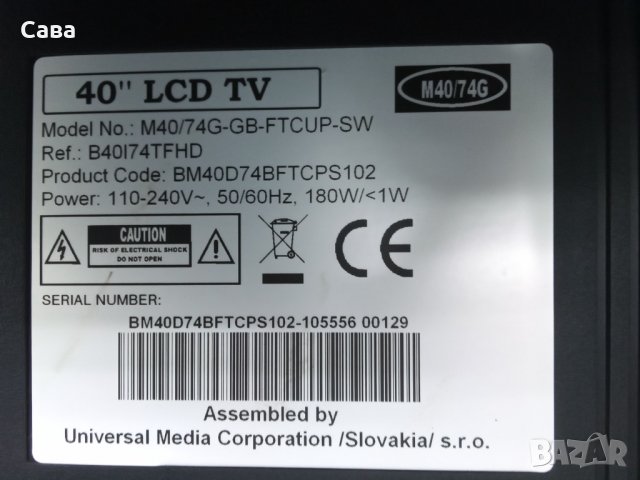 Сава
40" LCD TV
M40/74G
Model No.: M40/74G-GB-FTCUP-SW
Ref.: B40I74TFHD
Product Code: BM40D74BFTCPS102
Power: 110-240V~, 50/60Hz, 180W/<1W
CAUTION
RISK OF ELECTRICAL SHOCK
DO NOT OPEN
CE
SERIAL NUMBER:
BM40D74BFTCPS102-105556 00129
Assembled by
Universal Media Corporation /Slovakia/ s.r.o.
BAZAR